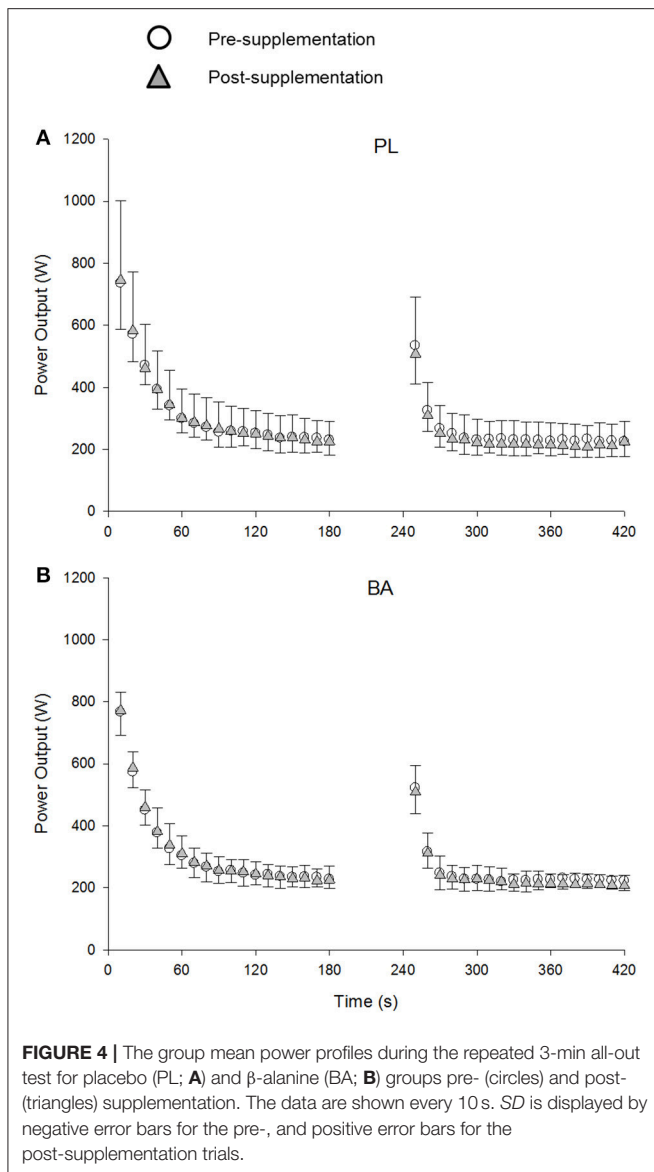 Pre-supplementation
Post-supplementation
A
PL
1200
1000
800
600
400
200
0
Power Output (W)
0 60 120 180 240 300 360 420
B
BA
1200
1000
800
600
400
200
0
Power Output (W)
0 60 120 180 240 300 360 420
Time (s)
FIGURE 4 | The group mean power profiles during the repeated 3-min all-out
test for placebo (PL; A) and β-alanine (BA; B) groups pre- (circles) and post-
(triangles) supplementation. The data are shown every 10 s. SD is displayed by
negative error bars for the pre-, and positive error bars for the
post-supplementation trials.